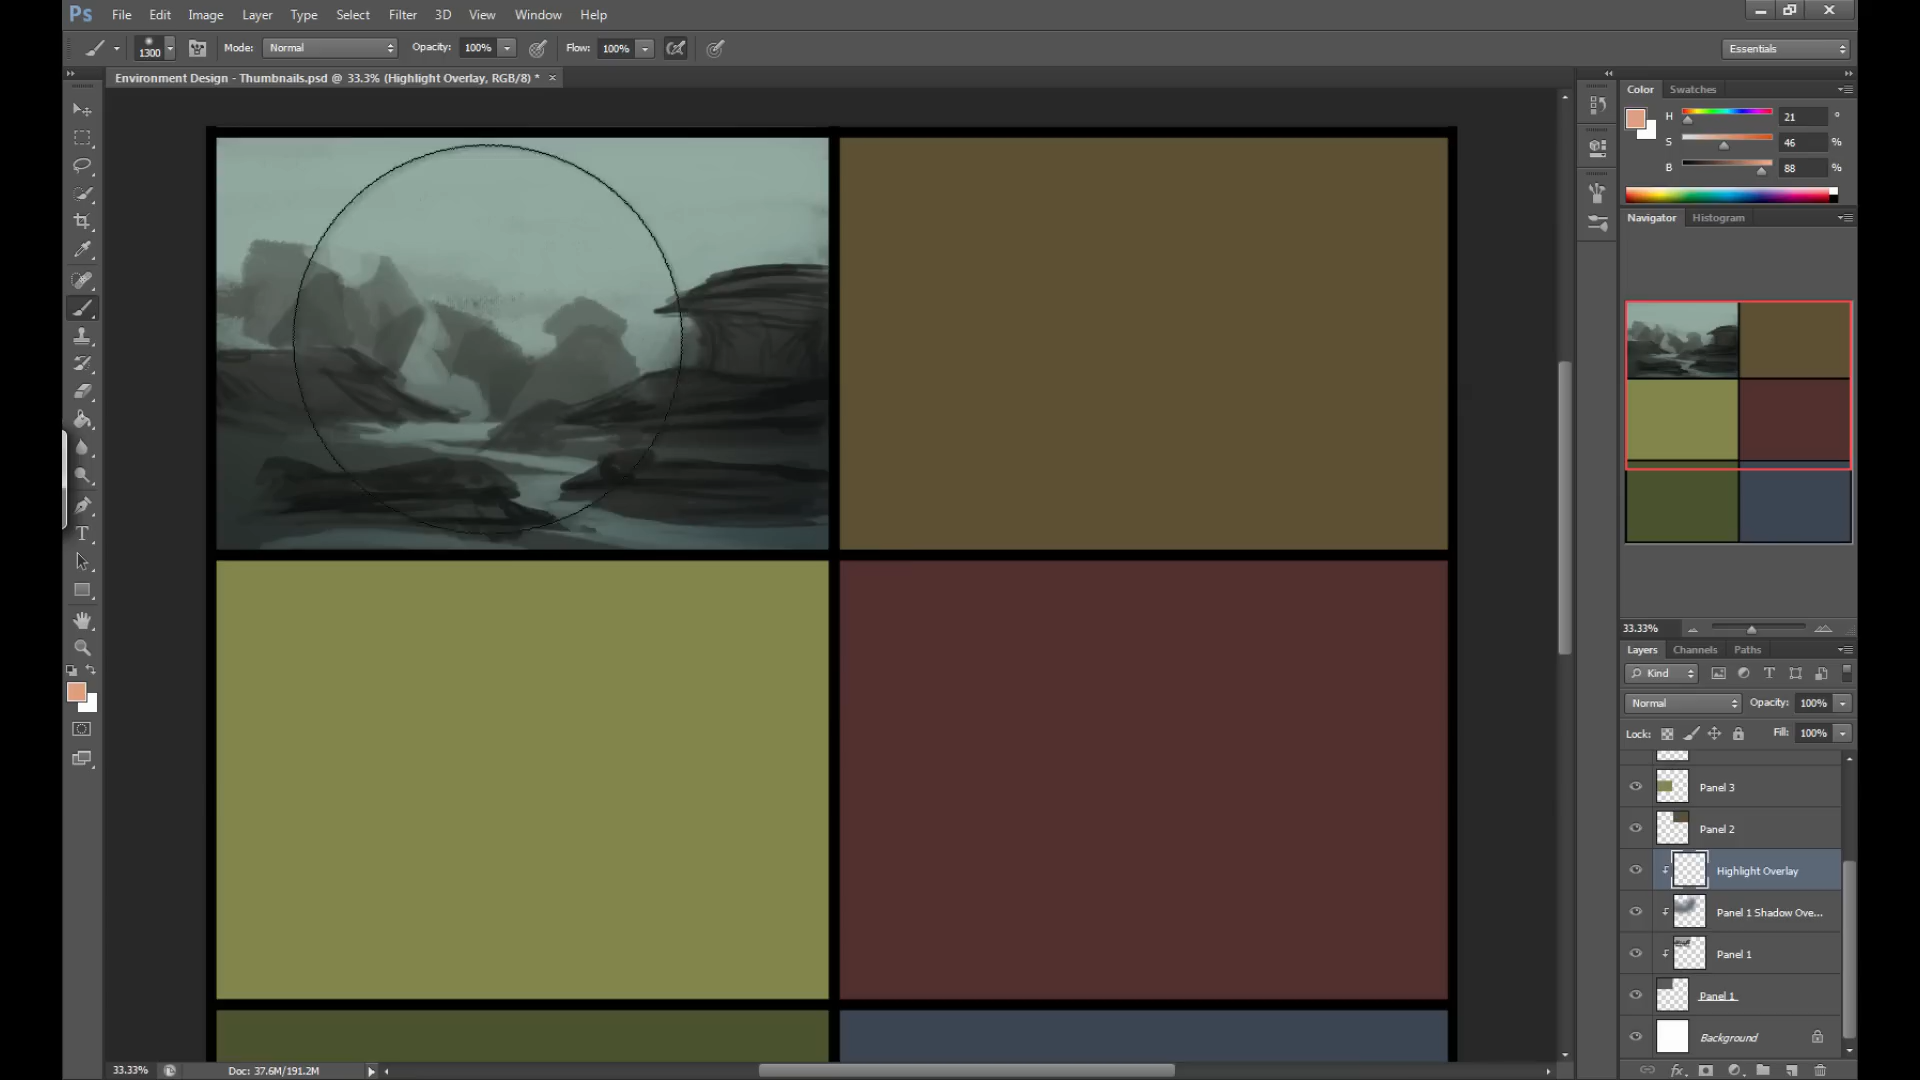 Ps File Edit Image Layer Type Select Filter 3D View Window Help
1300 Mode: Normal Opacity: 100% Flow: 100% Essentials
Environment Design - Thumbnails.psd @ 33.3% (Highlight Overlay, RGB/8) * ×
Color Swatches
H 21 °
S 46 %
B 88 %
Navigator Histogram
T
33.33%
Layers Channels Paths
Kind T
Normal Opacity: 100%
Lock: Fill: 100%
Panel 3
Panel 2
Highlight Overlay
Panel 1 Shadow Ove...
Panel 1
Panel 1
Background
33.33% Doc: 37.6M/191.2M
fx